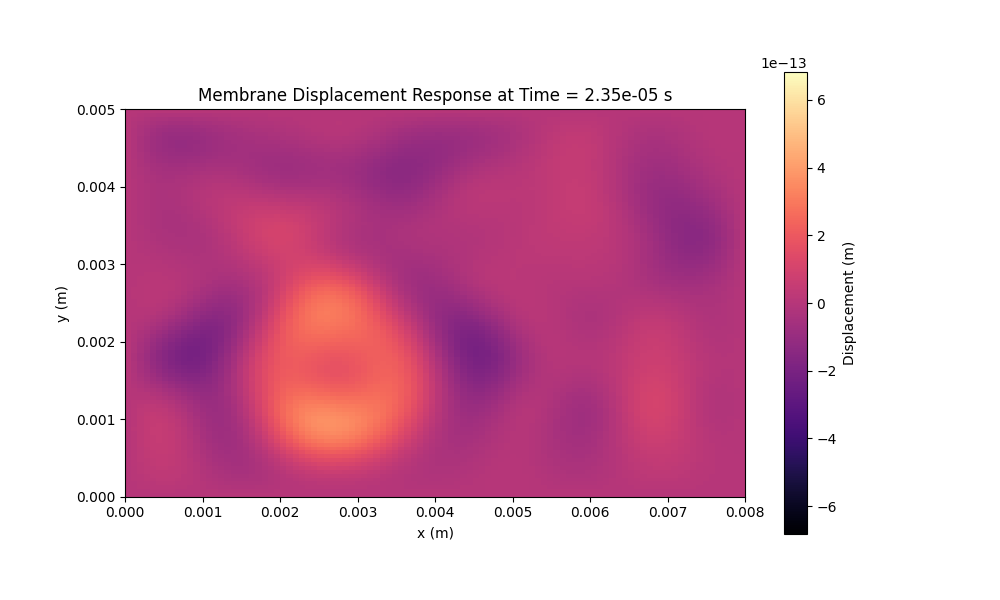 1e−13
Membrane Displacement Response at Time = 2.35e-05 s
0.005
0.004
0.003
0.002
0.001
0.000
y (m)
0.000 0.001 0.002 0.003 0.004 0.005 0.006 0.007 0.008
x (m)
6
4
2
0
−2
−4
−6
Displacement (m)